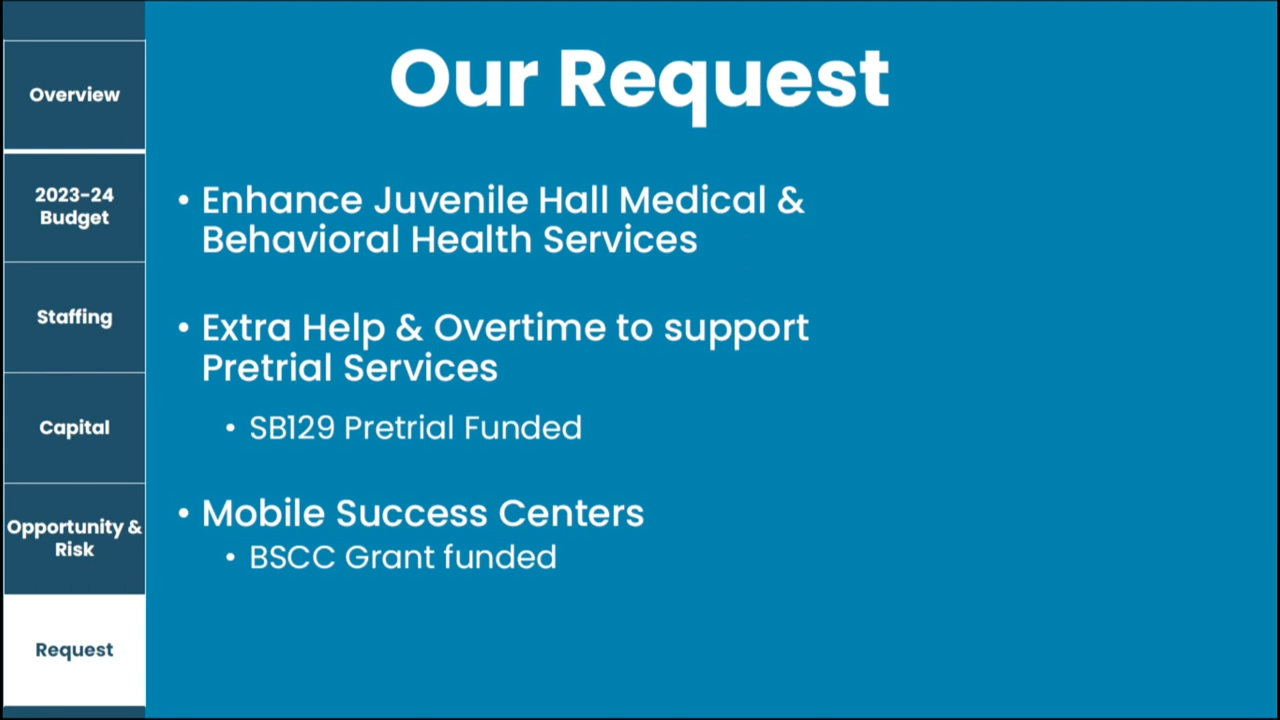 Overview
2023-24
Budget
Staffing
Capital
Opportunity &
Risk
Request
Our Request
• Enhance Juvenile Hall Medical &
Behavioral Health Services
• Extra Help & Overtime to support
Pretrial Services
• SB129 Pretrial Funded
• Mobile Success Centers
• BSCC Grant funded